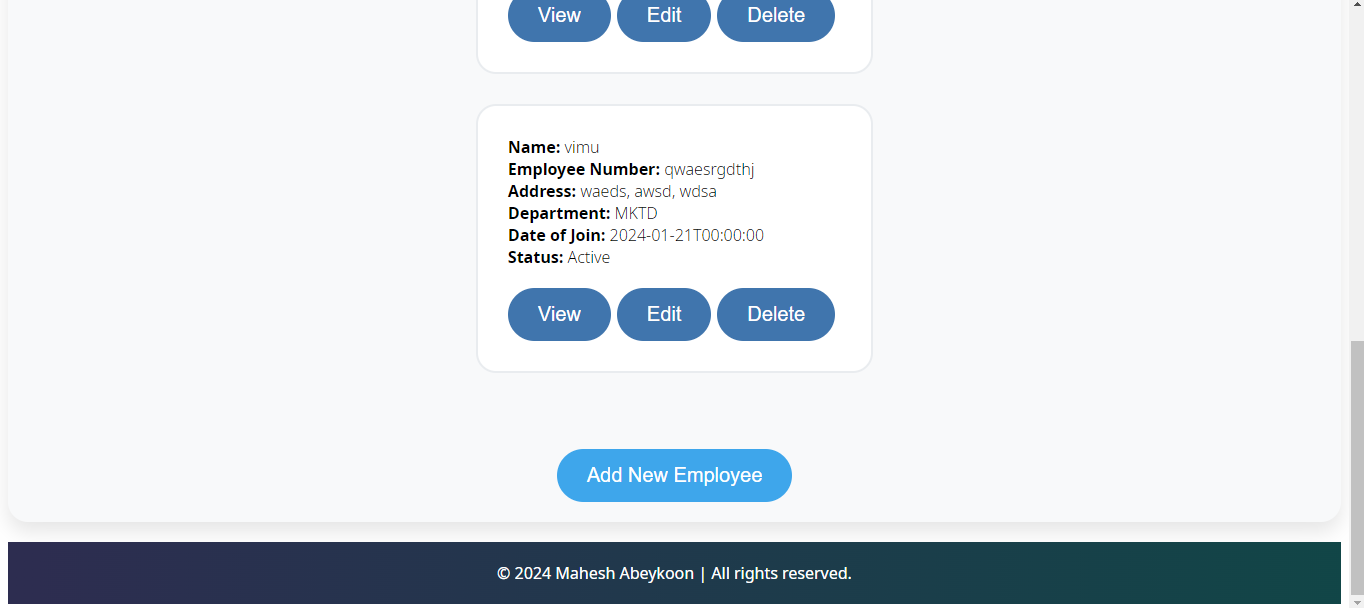 View Edit Delete
Name: vimu
Employee Number: qwaesrgdthj
Address: waeds, awsd, wdsa
Department: MKTD
Date of Join: 2024-01-21T00:00:00
Status: Active
View Edit Delete
Add New Employee
© 2024 Mahesh Abeykoon | All rights reserved.